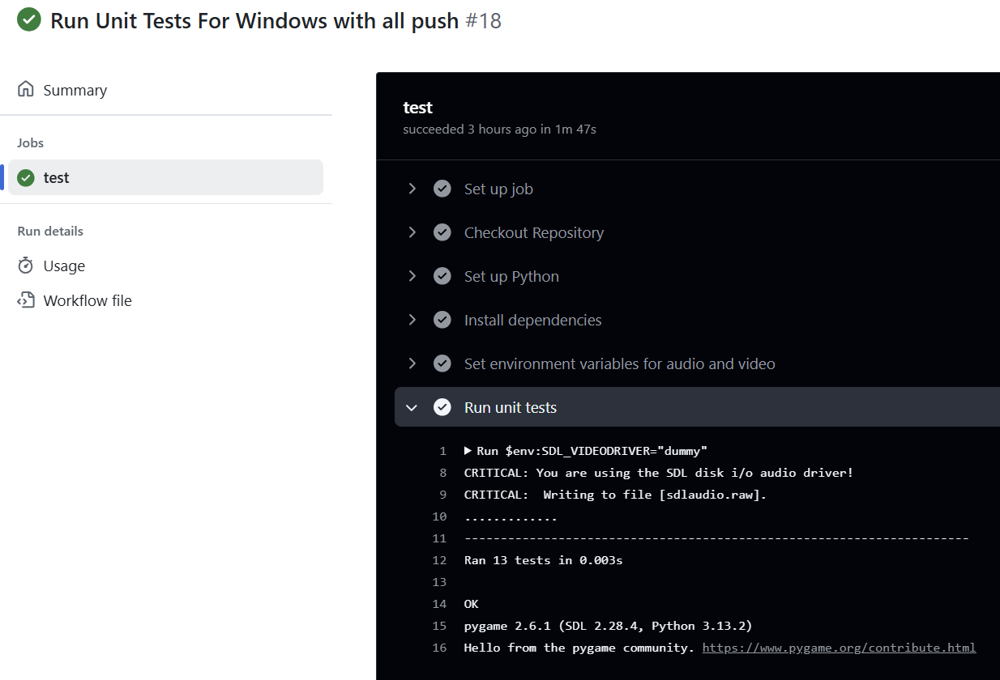 Run Unit Tests For Windows with all push #18
Summary
Jobs
test
Run details
Usage
Workflow file
test
succeeded 3 hours ago in 1m 47s
Set up job
Checkout Repository
Set up Python
Install dependencies
Set environment variables for audio and video
Run unit tests
1 Run $env:SDL_VIDEODRIVER="dummy"
8 CRITICAL: You are using the SDL disk i/o audio driver!
9 CRITICAL:  Writing to file [sdlaudio.raw].
10 .............
11 ----------------------------------------------------------------------
12 Ran 13 tests in 0.003s
13
14 OK
15 pygame 2.6.1 (SDL 2.28.4, Python 3.13.2)
16 Hello from the pygame community. https://www.pygame.org/contribute.html